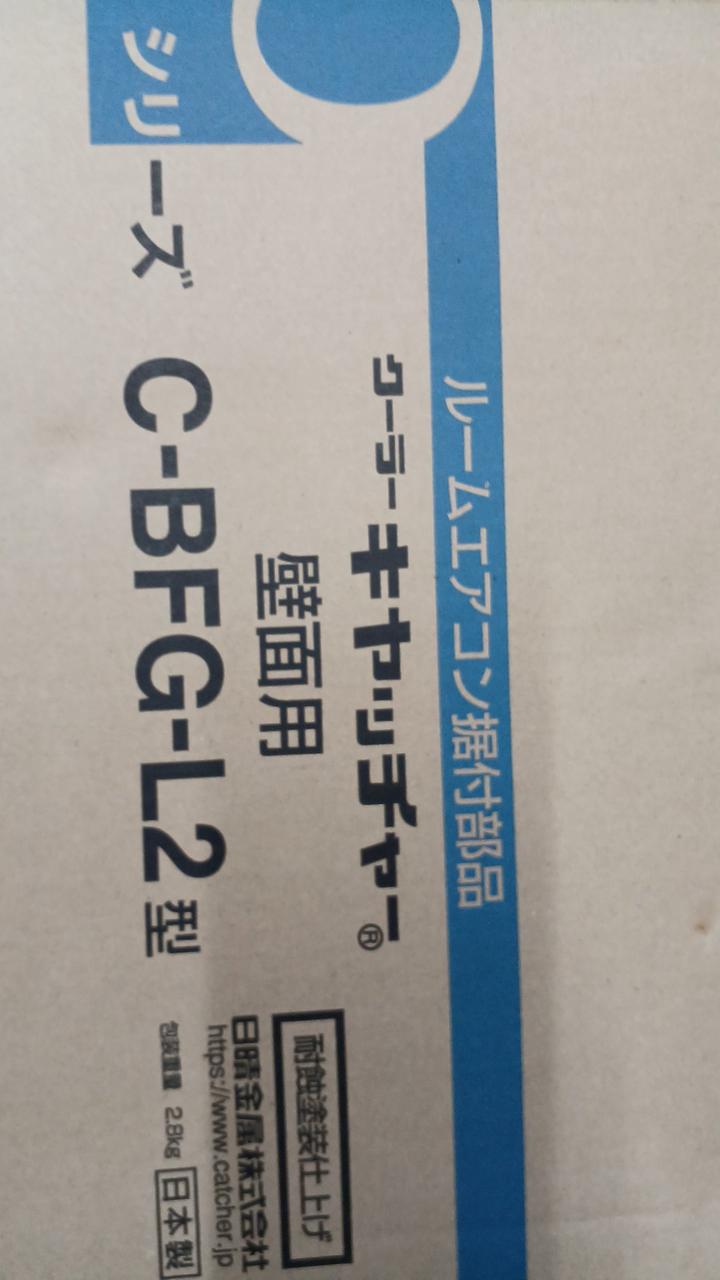 ルームエアコン据付部品
クーラーキャッチャー®
壁面用
シリーズ C-BFG-L2型
耐蝕塗装仕上げ
日晴金属株式会社
https://www.catcher.jp
包装重量 2.8kg 日本製